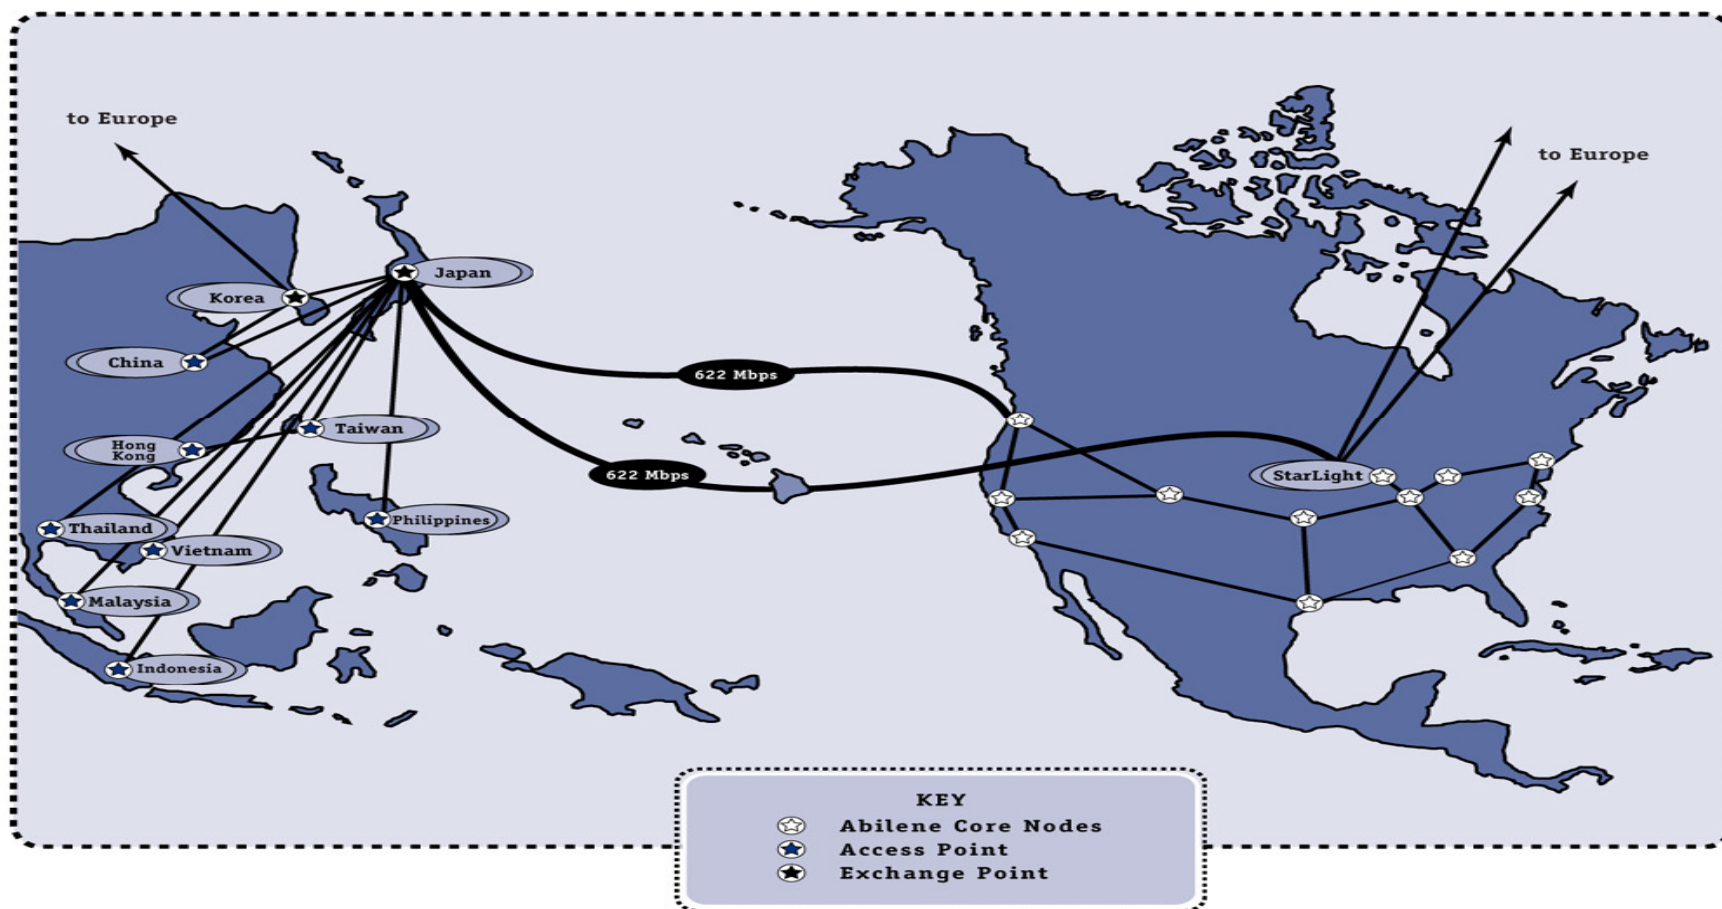 to Europe
to Europe
Japan
Korea
China
622 Mbps
Taiwan
Hong
Kong
622 Mbps
StarLight
Thailand
Philippines
Vietnam
Malaysia
Indonesia
KEY
Abilene Core Nodes
Access Point
Exchange Point